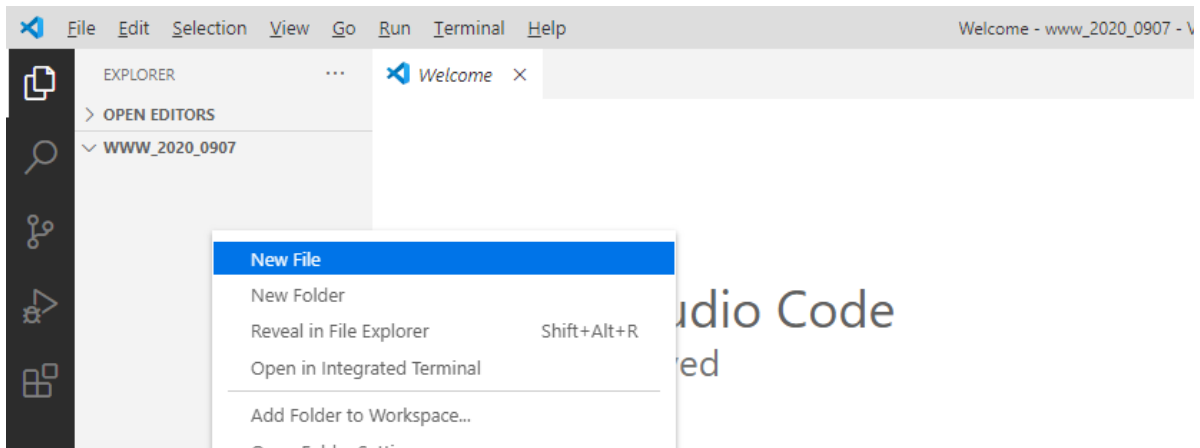 File Edit Selection View Go Run Terminal Help Welcome - www_2020_0907 -
EXPLORER ··· Welcome ×
> OPEN EDITORS
WWW_2020_0907
New File
New Folder
Reveal in File Explorer Shift+Alt+R
Open in Integrated Terminal
Add Folder to Workspace...
udio Code
ed